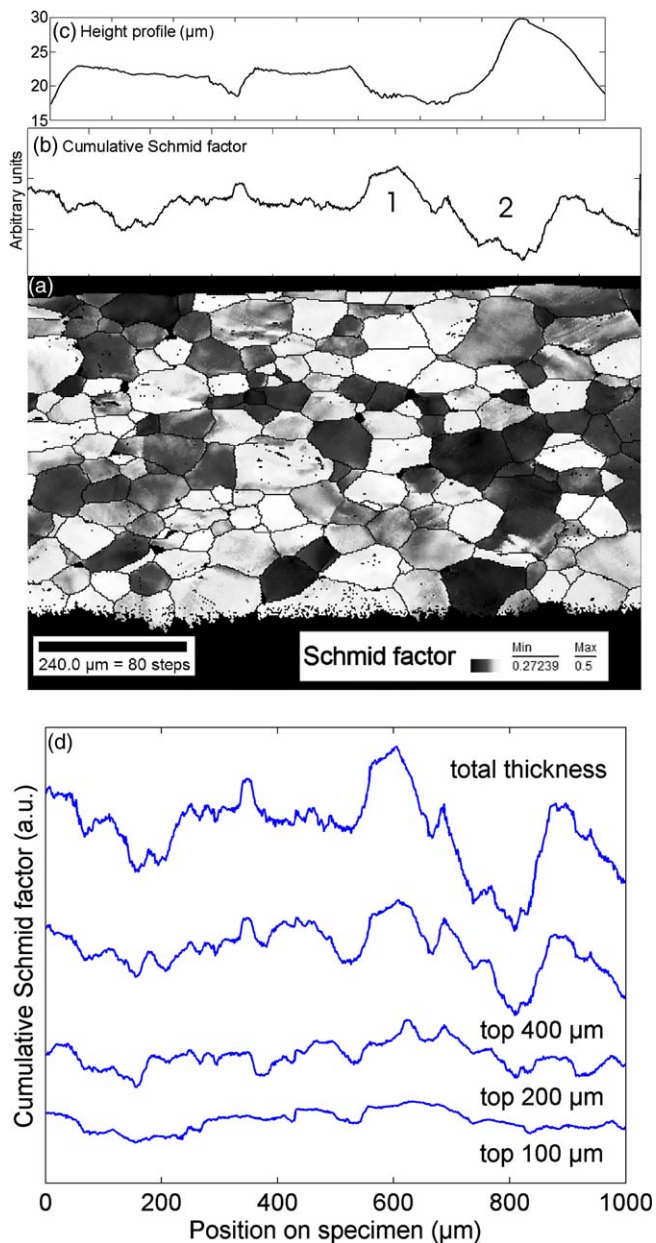 (c) Height profile (µm)
30
25
20
15
(b) Cumulative Schmid factor
Arbitrary units
1
2
(a)
240.0 µm = 80 steps
Schmid factor
Min Max
0.27239 0.5
(d)
total thickness
top 400 µm
top 200 µm
top 100 µm
Cumulative Schmid factor (a.u.)
0 200 400 600 800 1000
Position on specimen (µm)